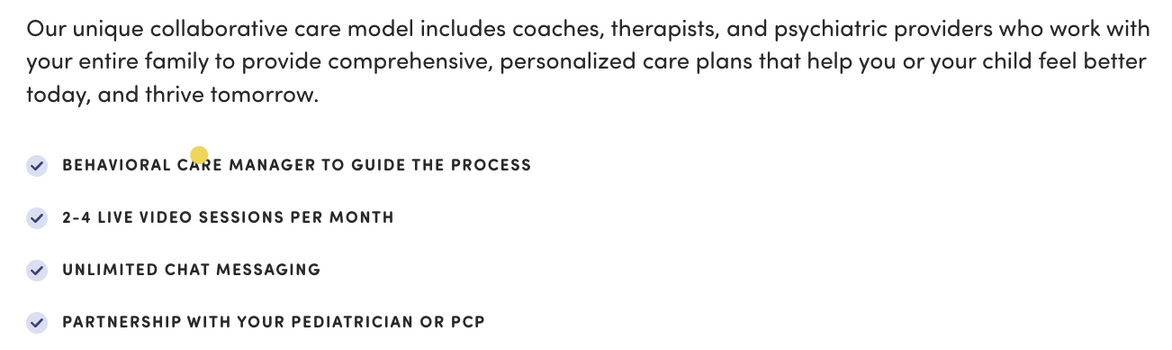 Our unique collaborative care model includes coaches, therapists, and psychiatric providers who work with
your entire family to provide comprehensive, personalized care plans that help you or your child feel better
today, and thrive tomorrow.
BEHAVIORAL CARE MANAGER TO GUIDE THE PROCESS
2-4 LIVE VIDEO SESSIONS PER MONTH
UNLIMITED CHAT MESSAGING
PARTNERSHIP WITH YOUR PEDIATRICIAN OR PCP